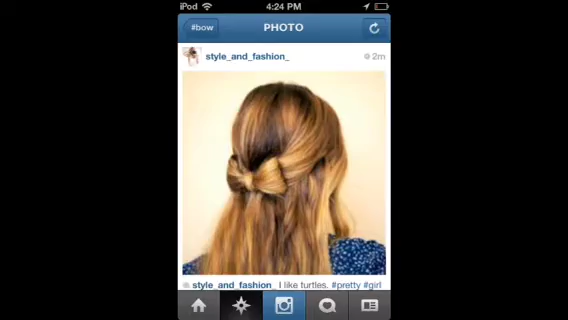 iPod 4:24 PM
#bow PHOTO
style_and_fashion_ 2m
style_and_fashion_ I like turtles. #pretty #girl